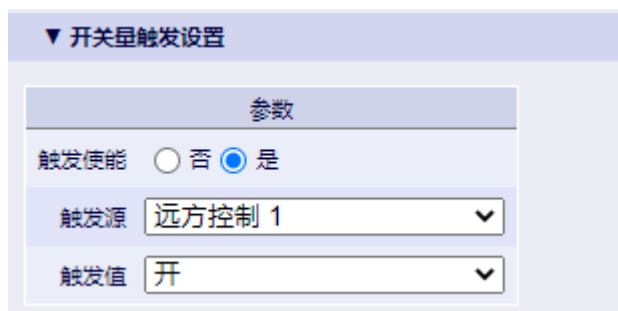 ▼ 开关量触发设置
参数
触发使能 否 是
触发源 远方控制 1
触发值 开